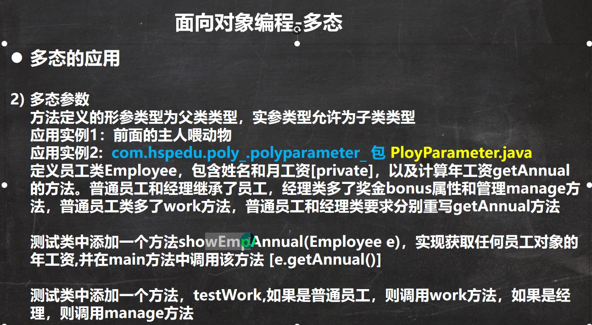 面向对象编程-多态
多态的应用
2) 多态参数
方法定义的形参类型为父类类型，实参类型允许为子类类型
应用实例1：前面的主人喂动物
应用实例2：com.hspedu.poly_.polyparameter_ 包 PloyParameter.java
定义员工类Employee，包含姓名和月工资[private]，以及计算年工资getAnnual
的方法。普通员工和经理继承了员工，经理类多了奖金bonus属性和管理manage方
法，普通员工类多了work方法，普通员工和经理类要求分别重写getAnnual方法
测试类中添加一个方法showEmpAnnual(Employee e)，实现获取任何员工对象的
年工资,并在main方法中调用该方法 [e.getAnnual()]
测试类中添加一个方法，testWork,如果是普通员工，则调用work方法，如果是经
理，则调用manage方法